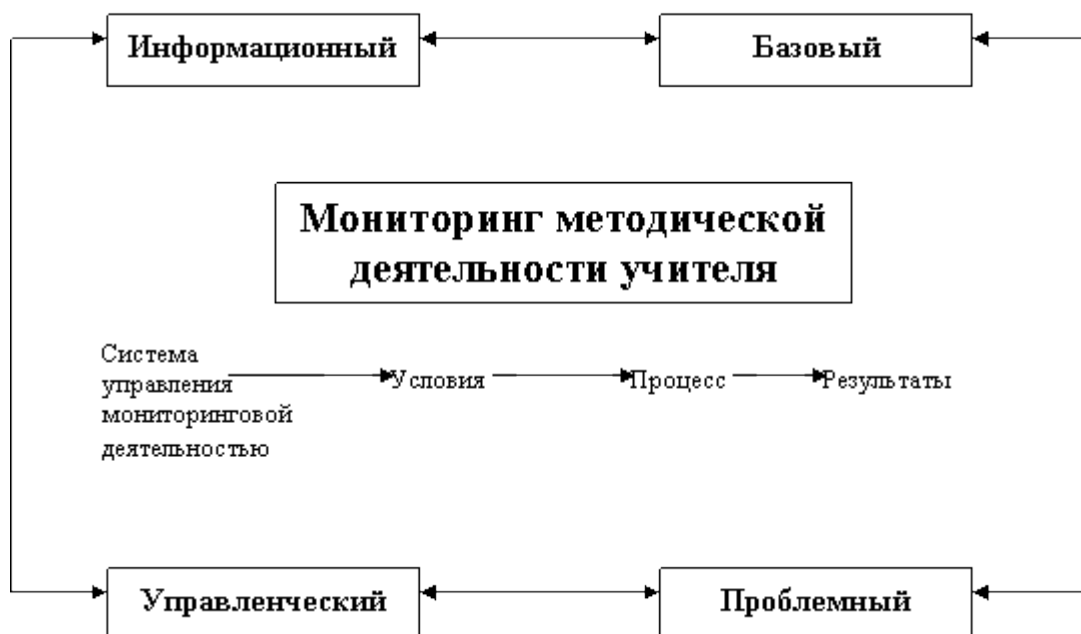 Информационный
Базовый
Мониторинг методической
деятельности учителя
Система
управления
мониторинговой
деятельностью
Условия
Процесс
Результаты
Управленческий
Проблемный